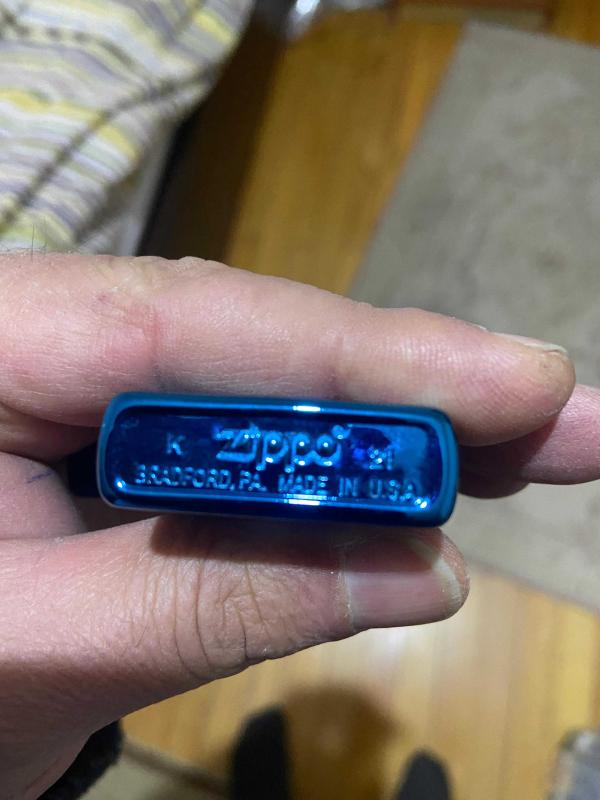 K zippo 21
BRADFORD, PA. MADE IN U.S.A.